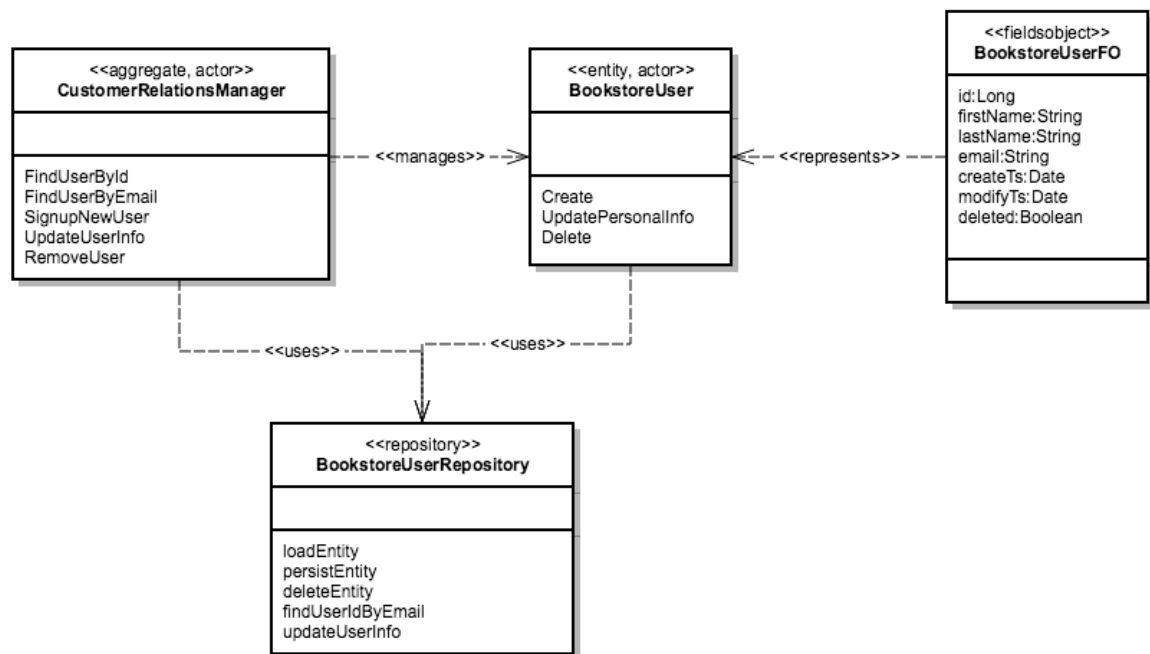 <<aggregate, actor>>
CustomerRelationsManager
FindUserById
FindUserByEmail
SignupNewUser
UpdateUserInfo
RemoveUser
<<manages>>
<<entity, actor>>
BookstoreUser
Create
UpdatePersonalInfo
Delete
<<represents>>
<<fieldsobject>>
BookstoreUserFO
id:Long
firstName:String
lastName:String
email:String
createTs:Date
modifyTs:Date
deleted:Boolean
<<uses>>
<<uses>>
<<repository>>
BookstoreUserRepository
loadEntity
persistEntity
deleteEntity
findUserIdByEmail
updateUserInfo